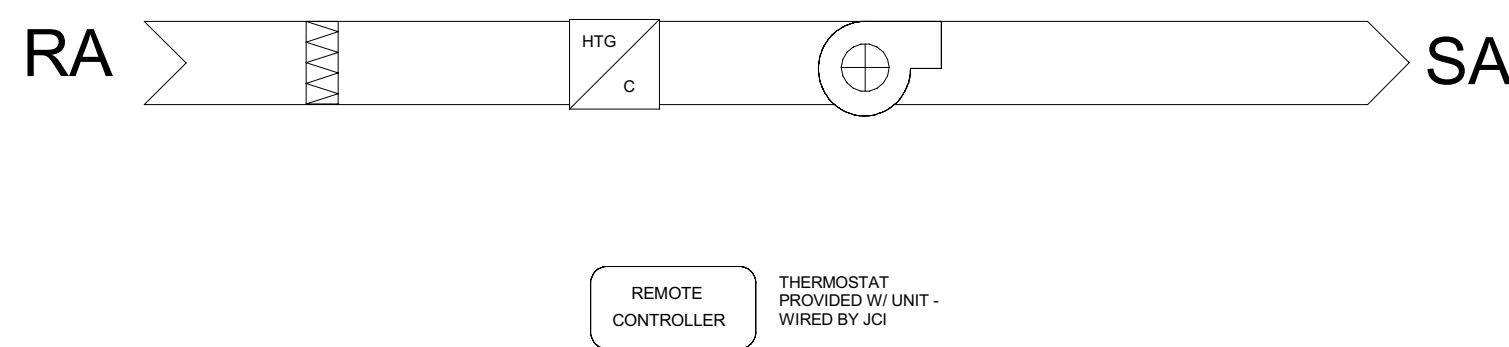 RA
HTG
C
SA
REMOTE
CONTROLLER
THERMOSTAT
PROVIDED W/ UNIT -
WIRED BY JCI